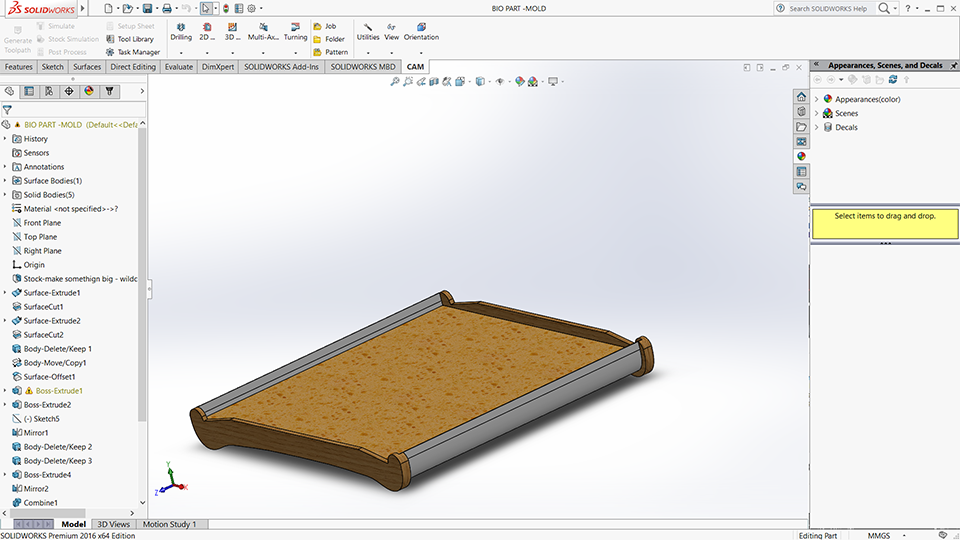 SOLIDWORKS
BIO PART -MOLD
Search SOLIDWORKS Help
Generate
Toolpath
Simulate
Stock Simulation
Post Process
Setup Sheet
Tool Library
Task Manager
Drilling
2D ...
3D ...
Multi-Ax...
Turning
Job
Folder
Pattern
Utilities
View
Orientation
Features
Sketch
Surfaces
Direct Editing
Evaluate
DimXpert
SOLIDWORKS Add-Ins
SOLIDWORKS MBD
CAM
Appearances, Scenes, and Decals
Appearances(color)
Scenes
Decals
Select items to drag and drop.
BIO PART -MOLD (Default<<Defa
History
Sensors
Annotations
Surface Bodies(1)
Solid Bodies(5)
Material <not specified>->?
Front Plane
Top Plane
Right Plane
Origin
Stock-make somethign big - wildc
Surface-Extrude1
SurfaceCut1
Surface-Extrude2
SurfaceCut2
Body-Delete/Keep 1
Body-Move/Copy1
Surface-Offset1
Boss-Extrude1
Boss-Extrude2
(-) Sketch5
Mirror1
Body-Delete/Keep 2
Body-Delete/Keep 3
Boss-Extrude4
Mirror2
Combine1
Y
Z
X
Model
3D Views
Motion Study 1
SOLIDWORKS Premium 2016 x64 Edition
Editing Part
MMGS